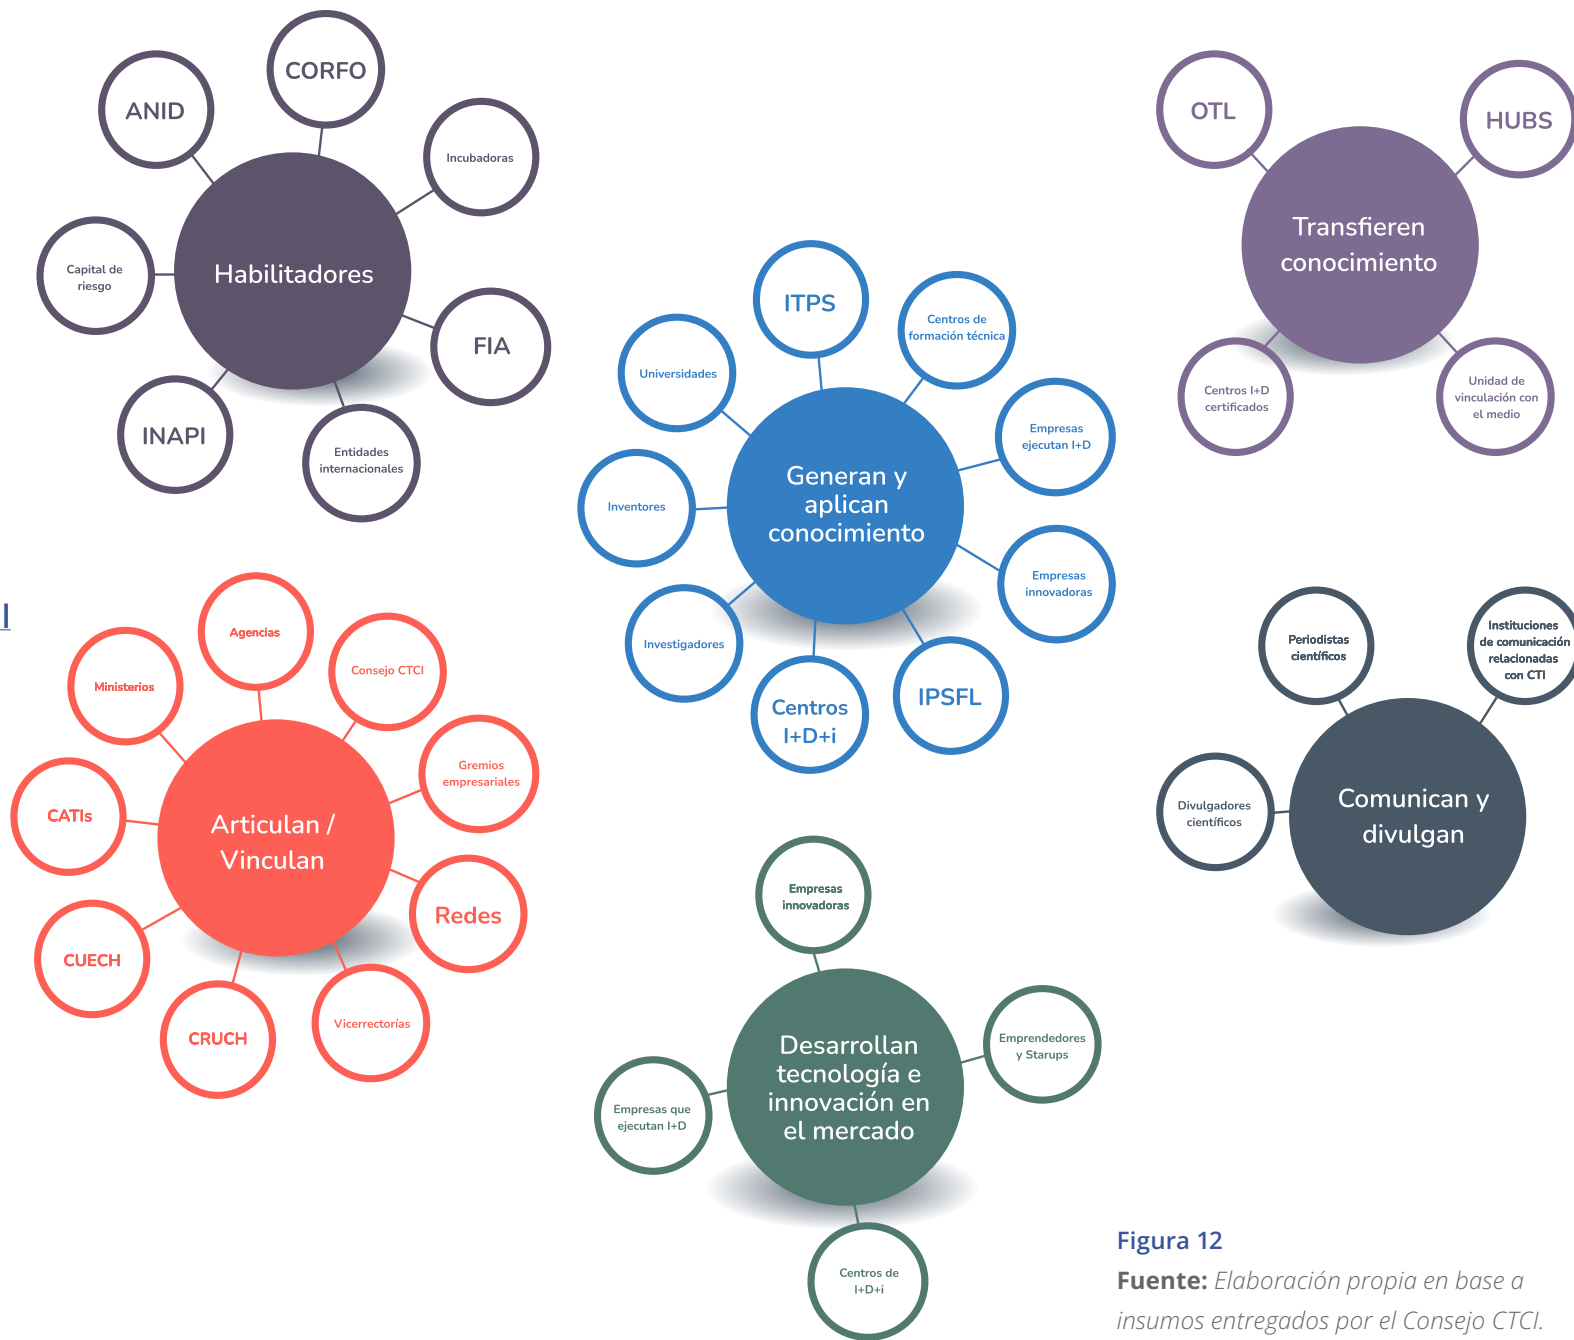 CORFO
ANID
Incubadoras
Capital de
riesgo
Habilitadores
FIA
INAPI
Entidades
internacionales
OTL
HUBS
Transfieren
conocimiento
Centros I+D
certificados
Unidad de
vinculación con
el medio
ITPS
Centros de
formación técnica
Universidades
Empresas
ejecutan I+D
Generan y
aplican
conocimiento
Inventores
Empresas
innovadoras
Investigadores
IPSFL
Centros
I+D+i
l
Agencias
Consejo CTCI
Ministerios
Gremios
empresariales
CATIs
Articulan /
Vinculan
Redes
CUECH
CRUCH
Vicerrectorías
Periodistas
científicos
Instituciones
de comunicación
relacionadas
con CTI
Divulgadores
científicos
Comunican y
divulgan
Empresas
innovadoras
Emprendedores
y Starups
Desarrollan
tecnología e
innovación en
el mercado
Empresas que
ejecutan I+D
Centros de
I+D+i
Figura 12
Fuente: Elaboración propia en base a
insumos entregados por el Consejo CTCI.